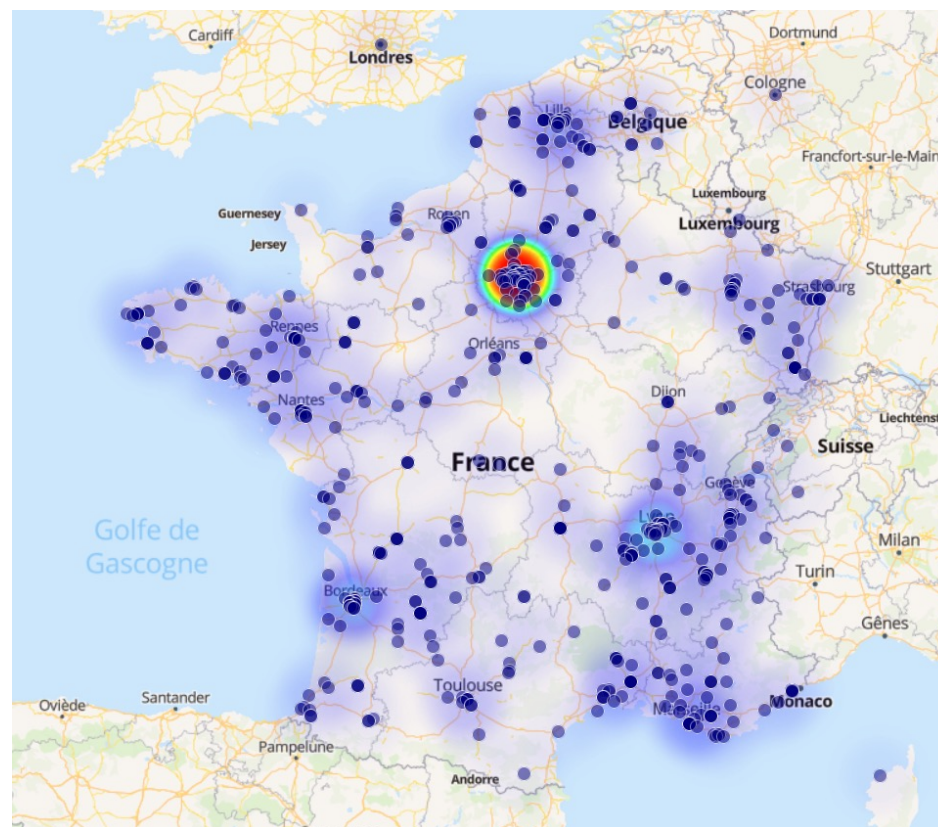 Cardiff
Londres
Dortmund
Cologne
Lille
Belgique
Francfort-sur-le-Main
Luxembourg
Luxembourg
Guernesey
Rouen
Jersey
Stuttgart
Strasbourg
Rennes
Orléans
Dijon
Nantes
Liechtenst
Suisse
France
Genève
Lyon
Golfe de
Gascogne
Milan
Turin
Bordeaux
Gênes
Toulouse
Santander
Oviède
Monaco
Marseille
Pampelune
Andorre